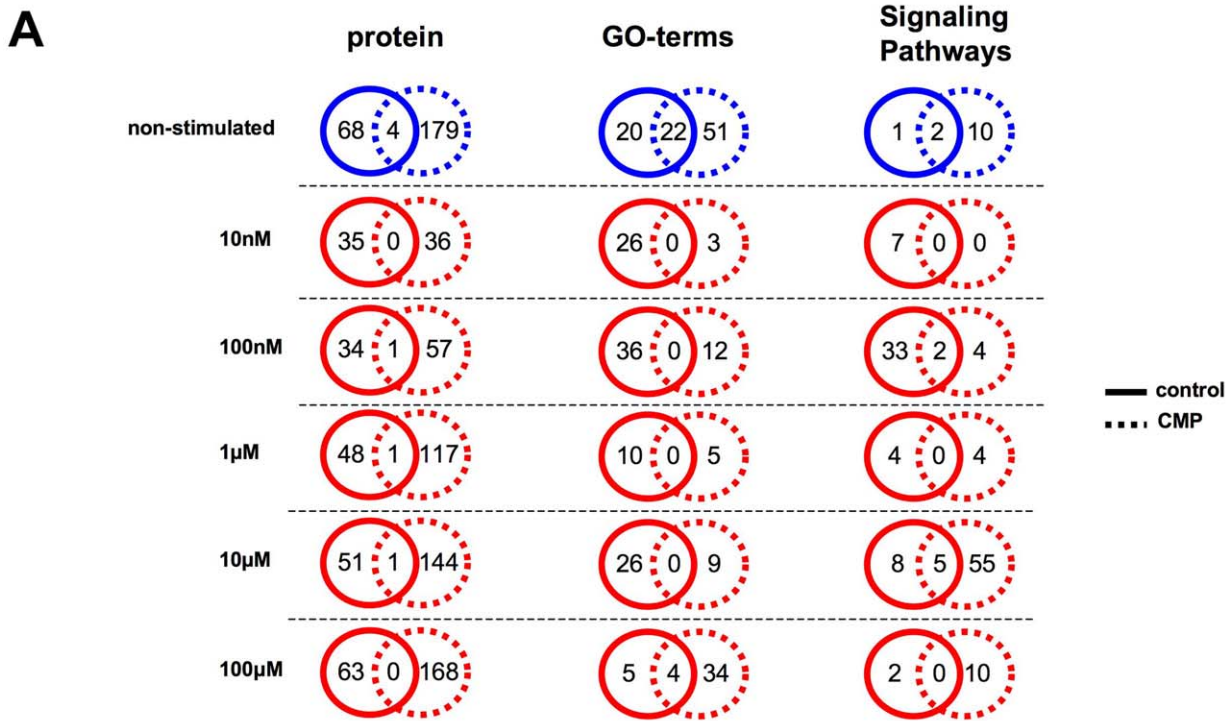 A
protein
GO-terms
Signaling
Pathways
non-stimulated
68 4 179
20 22 51
1 2 10
10nM
35 0 36
26 0 3
7 0 0
100nM
34 1 57
36 0 12
33 2 4
control
CMP
1µM
48 1 117
10 0 5
4 0 4
10µM
51 1 144
26 0 9
8 5 55
100µM
63 0 168
5 4 34
2 0 10